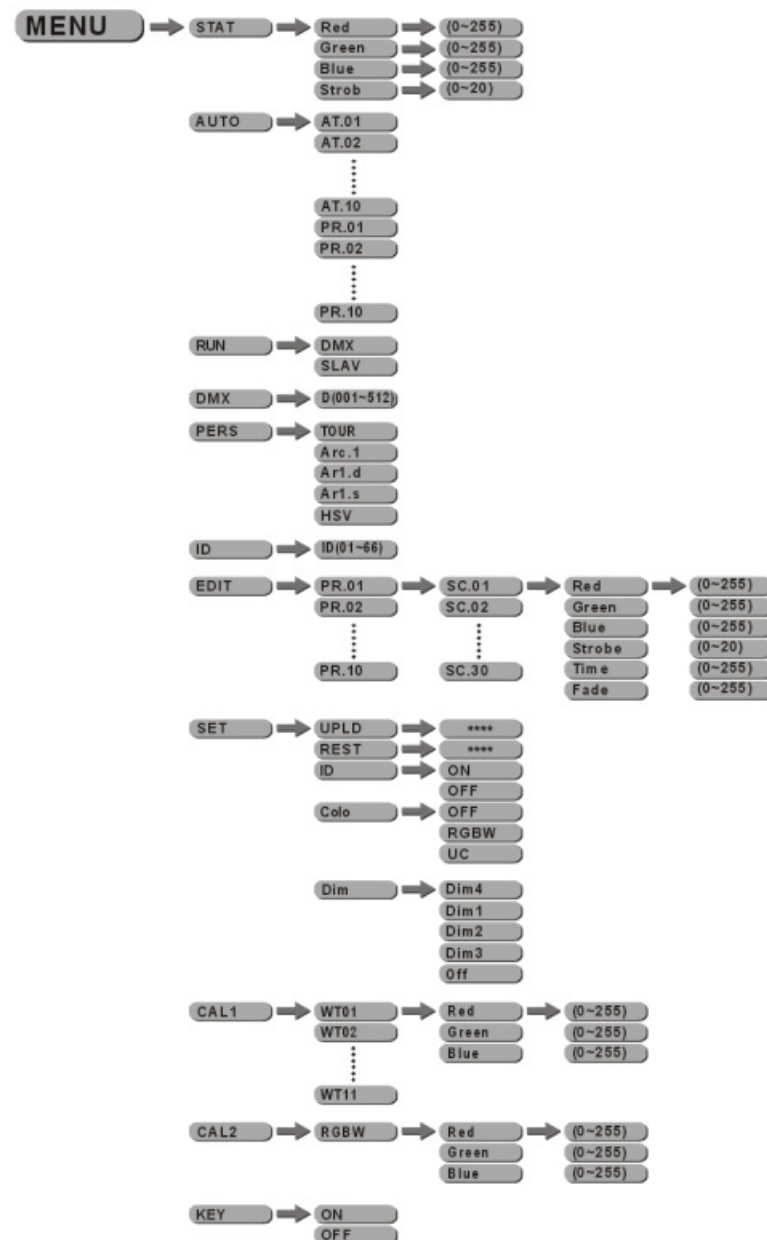 MENU STAT Red (0~255)
Green (0~255)
Blue (0~255)
Strob (0~20)
AUTO AT.01
AT.02
AT.10
PR.01
PR.02
PR.10
RUN DMX
SLAV
DMX D(001~512)
PERS TOUR
Arc.1
Ar1.d
Ar1.s
HSV
ID ID(01~66)
EDIT PR.01 SC.01 Red (0~255)
PR.02 SC.02 Green (0~255)
Blue (0~255)
Strobe (0~20)
PR.10 SC.30 Time (0~255)
Fade (0~255)
SET UPLD ****
REST ****
ID ON
OFF
Colo OFF
RGBW
UC
Dim Dim4
Dim1
Dim2
Dim3
Off
CAL1 WT01 Red (0~255)
WT02 Green (0~255)
Blue (0~255)
WT11
CAL2 RGBW Red (0~255)
Green (0~255)
Blue (0~255)
KEY ON
OFF